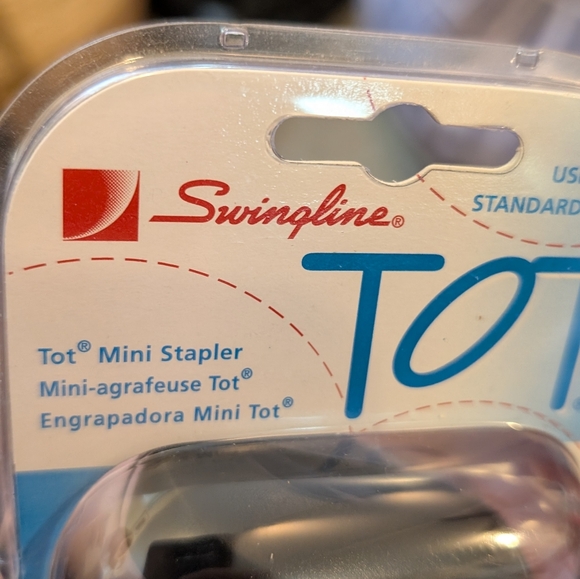 Swingline®
STANDARD
TOT
Tot® Mini Stapler
Mini-agrafeuse Tot®
Engrapadora Mini Tot®